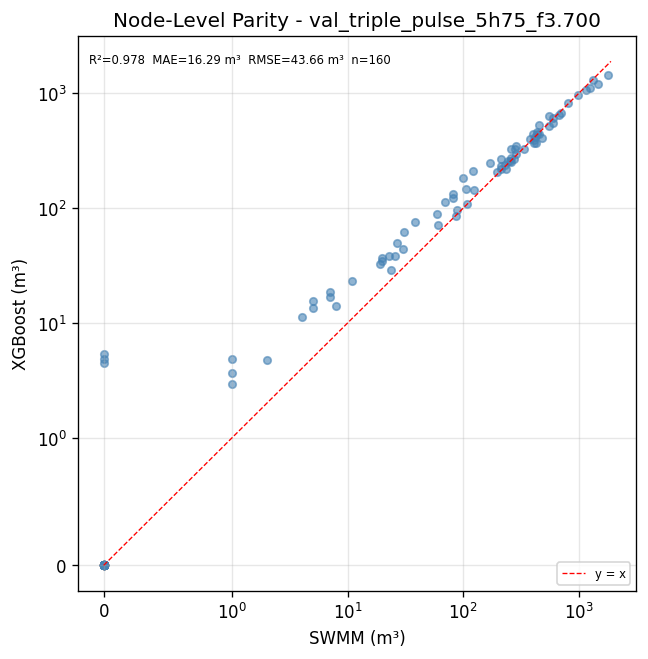 Node-Level Parity - val_triple_pulse_5h75_f3.700
R²=0.978 MAE=16.29 m³ RMSE=43.66 m³ n=160
10³
10²
10¹
10⁰
0
XGBoost (m³)
y = x
0
10⁰
10¹
10²
10³
SWMM (m³)